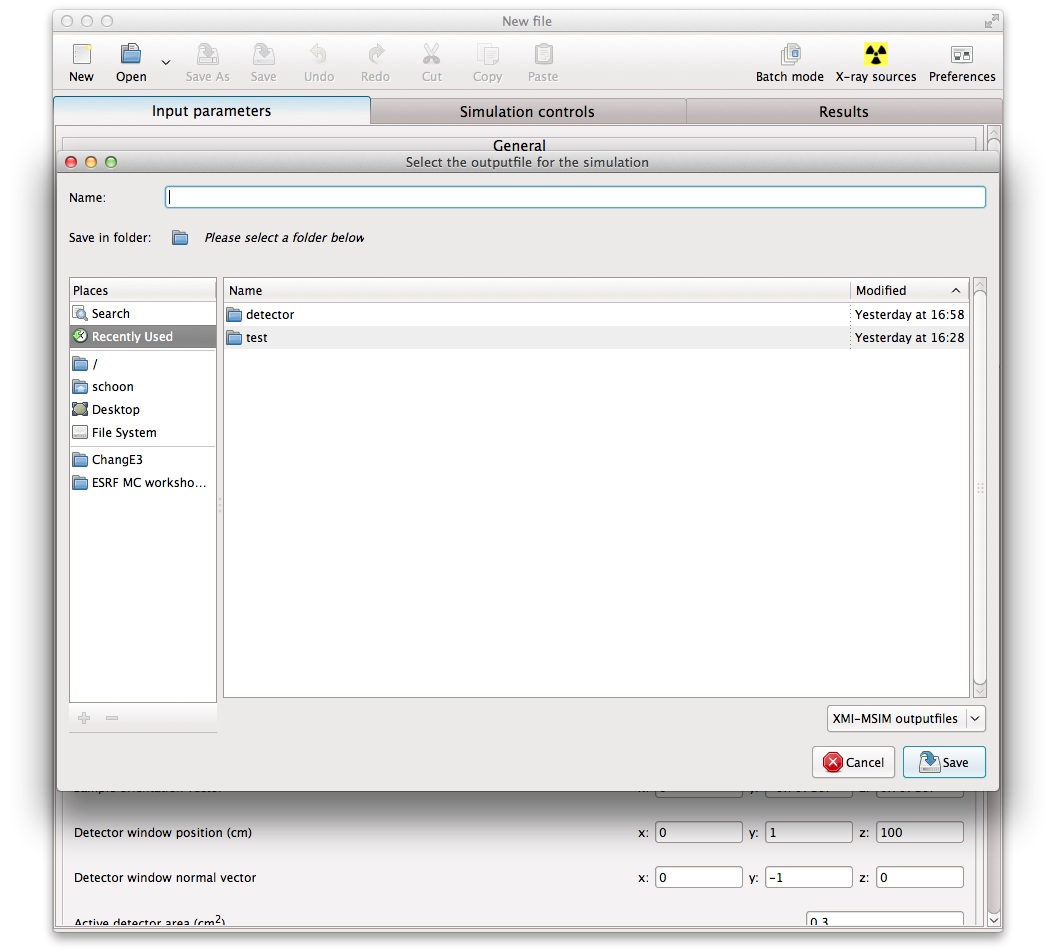 New file
New Open Save As Save Undo Redo Cut Copy Paste Batch mode X-ray sources Preferences
Input parameters Simulation controls Results
General
Select the outputfile for the simulation
Name:
Save in folder: Please select a folder below
Places Name Modified
Search detector Yesterday at 16:58
Recently Used test Yesterday at 16:28
/
schoon
Desktop
File System
ChangE3
ESRF MC worksho...
XMI-MSIM outputfiles
Cancel Save
Detector window position (cm) x: 0 y: 1 z: 100
Detector window normal vector x: 0 y: -1 z: 0
Active detector area (cm2) 0.3